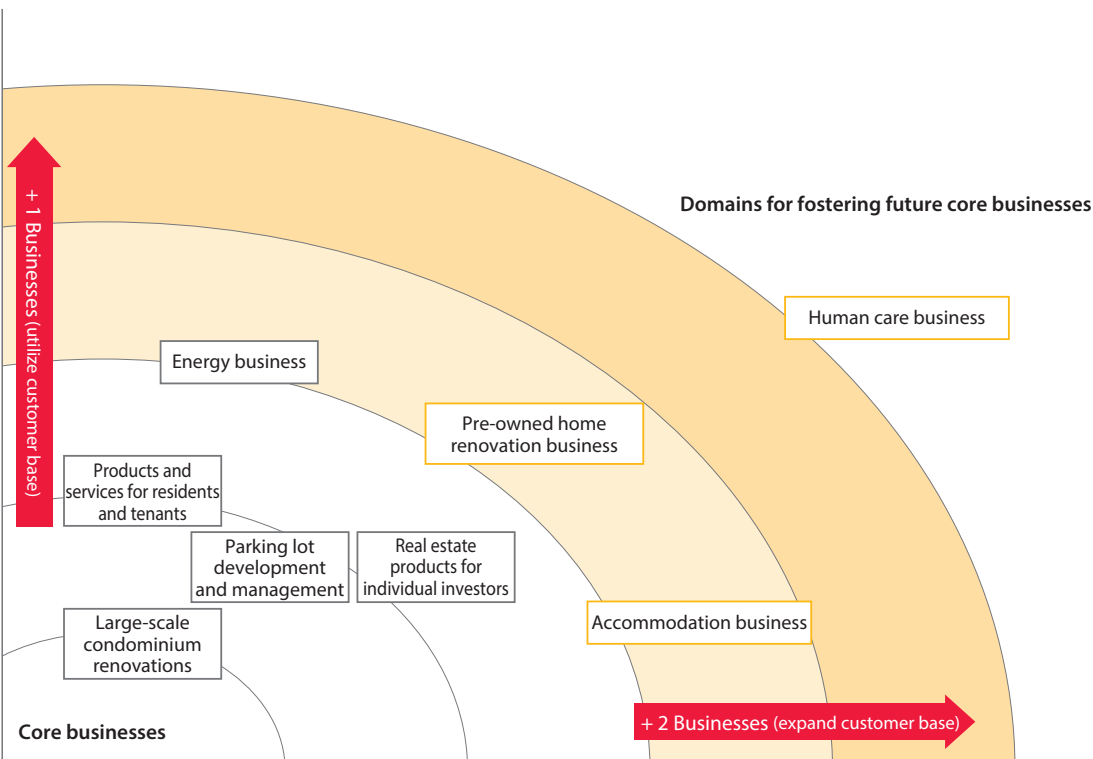 Domains for fostering future core businesses
+ 1 Businesses (utilize customer base)
Human care business
Energy business
Pre-owned home
renovation business
Products and
services for residents
and tenants
Parking lot
development
and management
Real estate
products for
individual investors
Accommodation business
Large-scale
condominium
renovations
+ 2 Businesses (expand customer base)
Core businesses